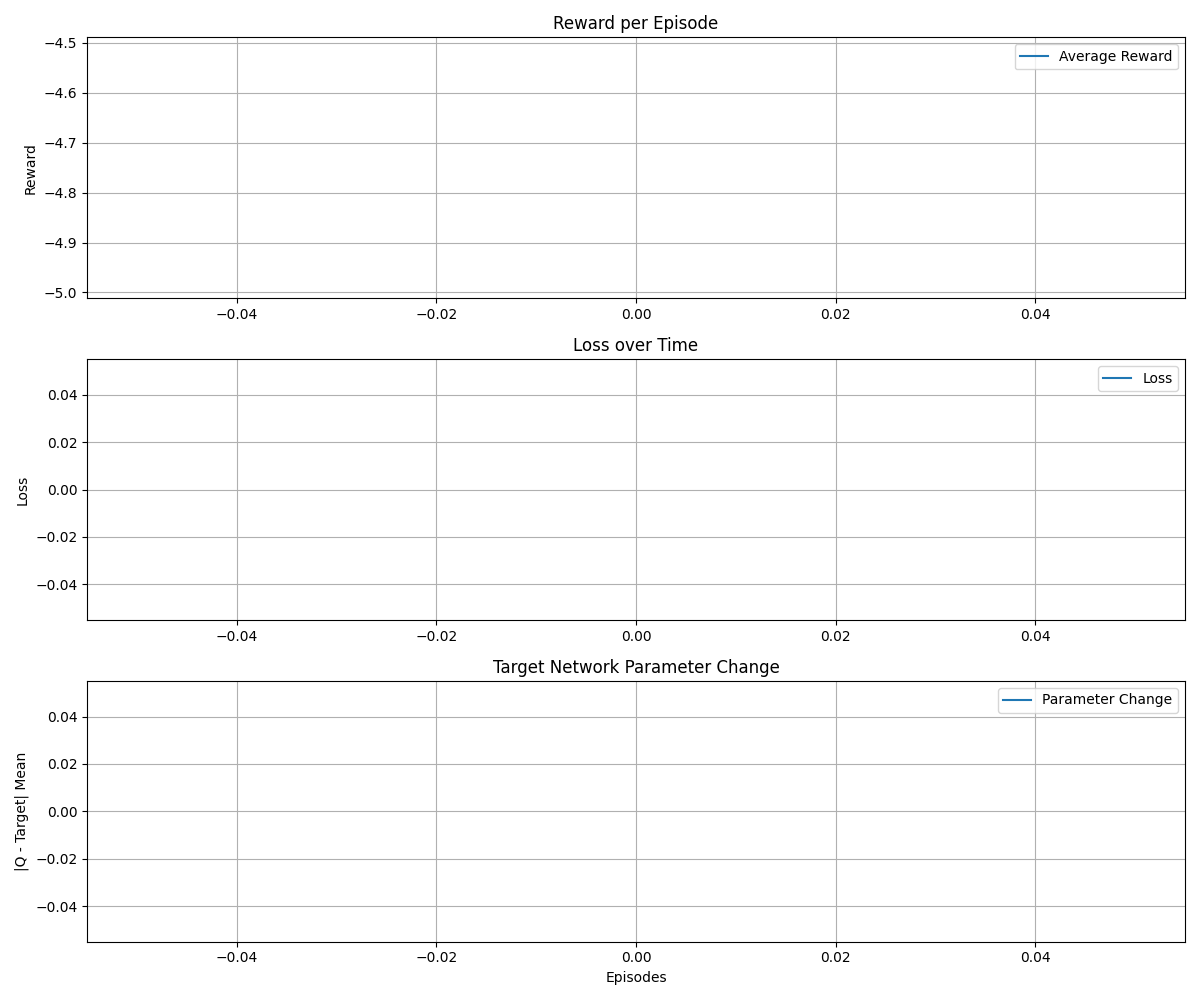 Reward per Episode
Average Reward
Reward
−4.5
−4.6
−4.7
−4.8
−4.9
−5.0
−0.04 −0.02 0.00 0.02 0.04
Loss over Time
Loss
Loss
0.04
0.02
0.00
−0.02
−0.04
−0.04 −0.02 0.00 0.02 0.04
Target Network Parameter Change
Parameter Change
|Q - Target| Mean
0.04
0.02
0.00
−0.02
−0.04
−0.04 −0.02 0.00 0.02 0.04
Episodes